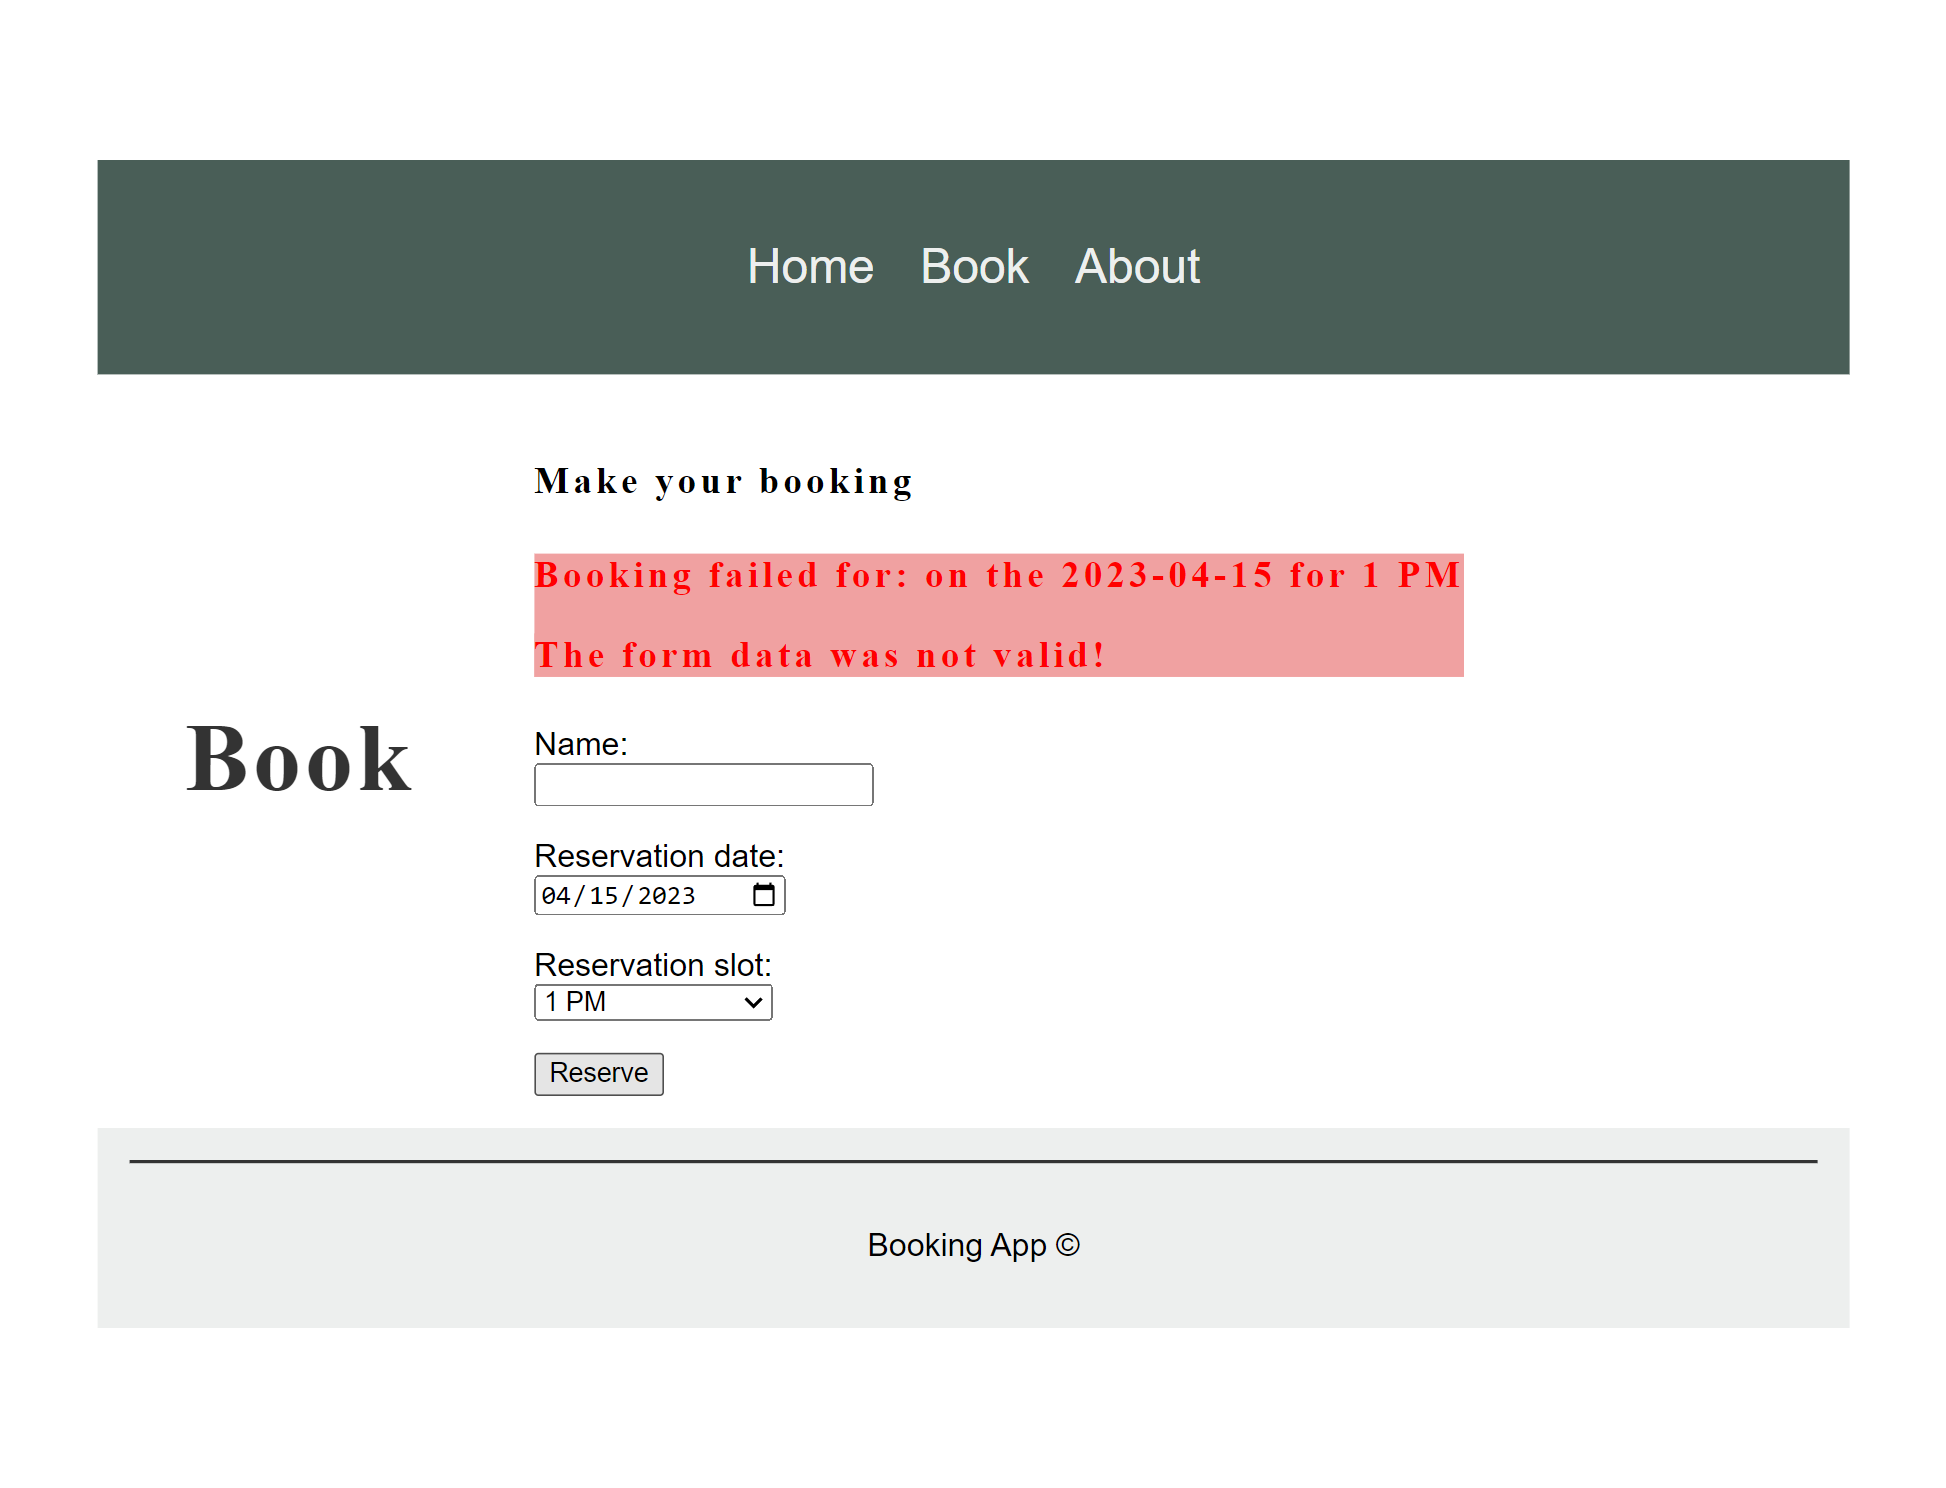 Home Book About
Make your booking
Booking failed for: on the 2023-04-15 for 1 PM
The form data was not valid!
Book
Name:
Reservation date:
04/15/2023
Reservation slot:
1 PM
Reserve
Booking App ©